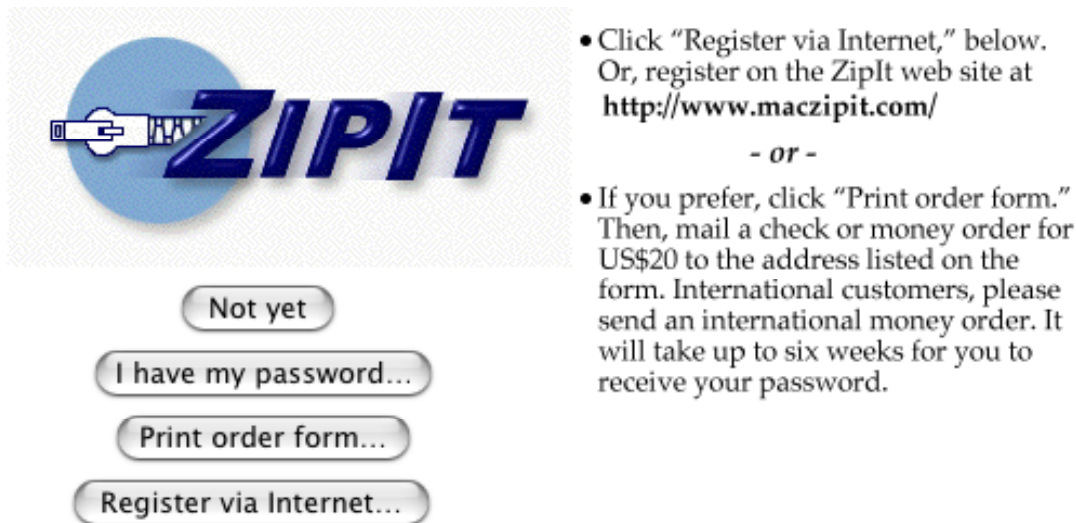 ZIPIT
Not yet
I have my password...
Print order form...
Register via Internet...
• Click “Register via Internet,” below.
Or, register on the ZipIt web site at
http://www.maczipit.com/
- or -
• If you prefer, click “Print order form.”
Then, mail a check or money order for
US$20 to the address listed on the
form. International customers, please
send an international money order. It
will take up to six weeks for you to
receive your password.